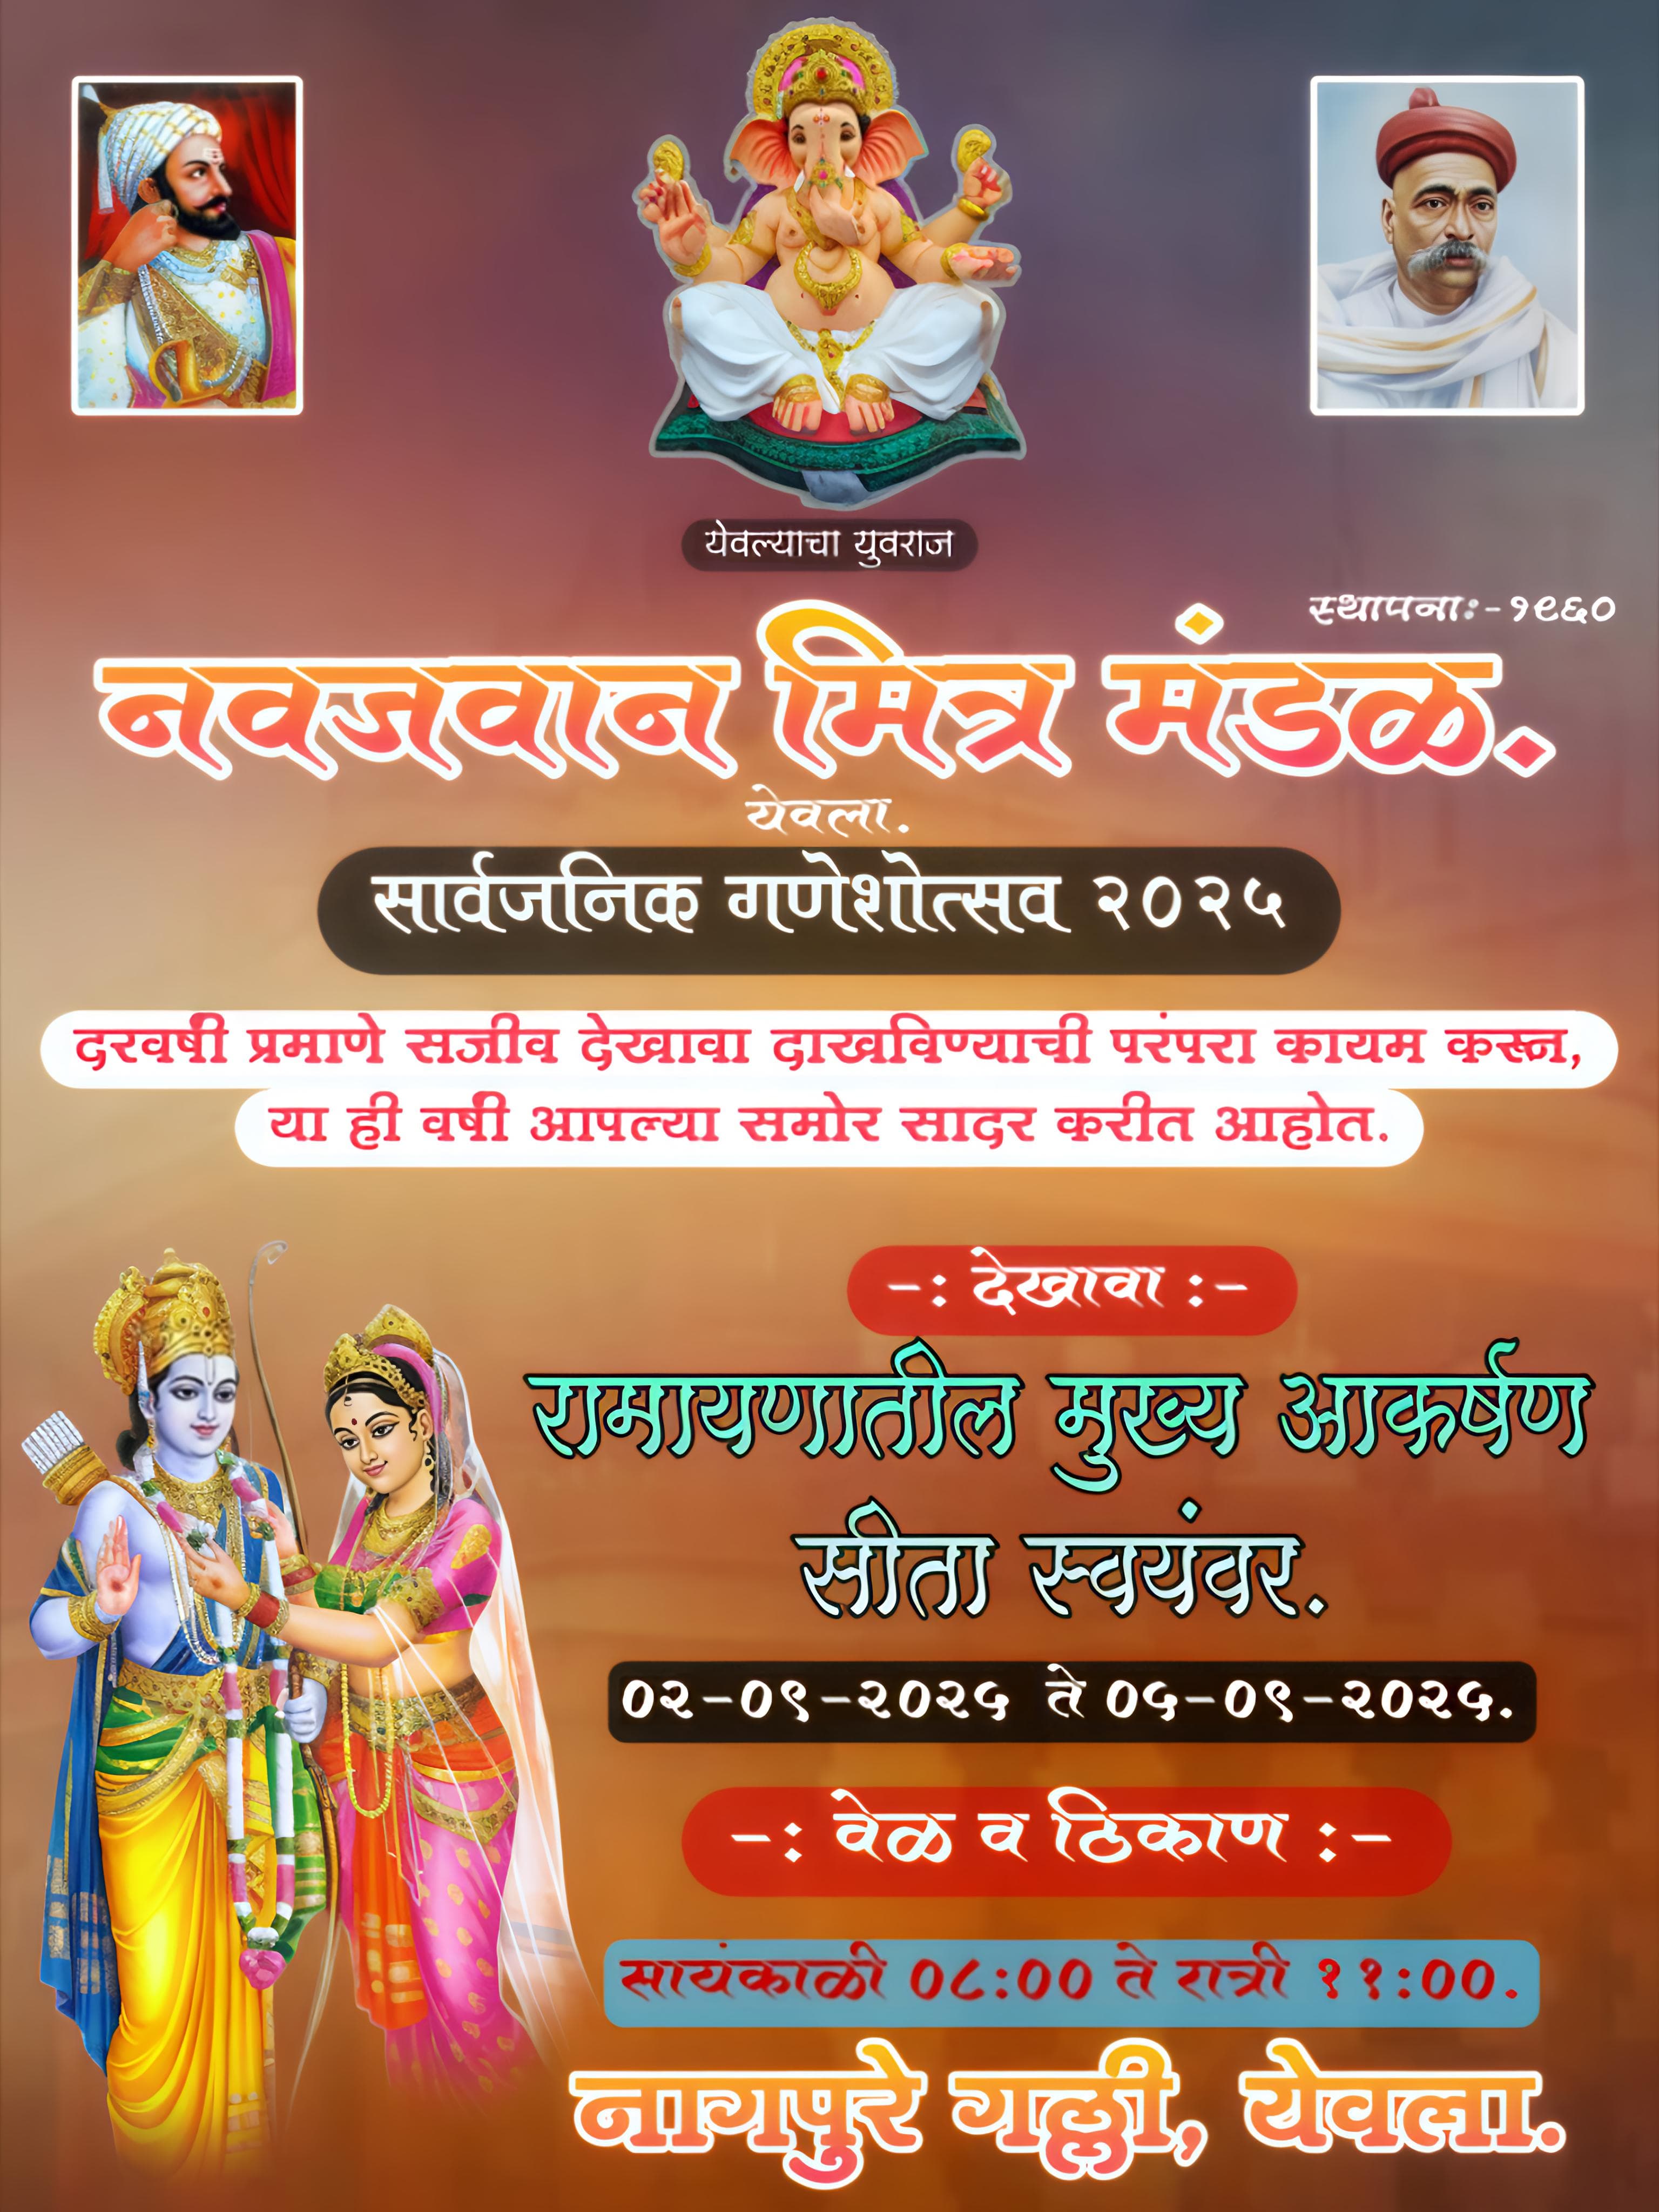 येवल्याचा युवराज
स्थापनाः-१९६०
नवजवान मित्र मंडळ.
येवला.
सार्वजनिक गणेशोत्सव २०२५
दरवर्षी प्रमाणे सजीव देखावा दाखविण्याची परंपरा कायम करून,
या ही वर्षी आपल्या समोर सादर करीत आहोत.
-: देखावा :-
रामायणातील मुख्य आकर्षण
सीता स्वयंवर.
०२-०९-२०२५ ते ०५-०९-२०२५.
-: वेळ व ठिकाण :-
सायंकाळी ०८:०० ते रात्री ११:००.
नागपुरे गल्ली, येवला.